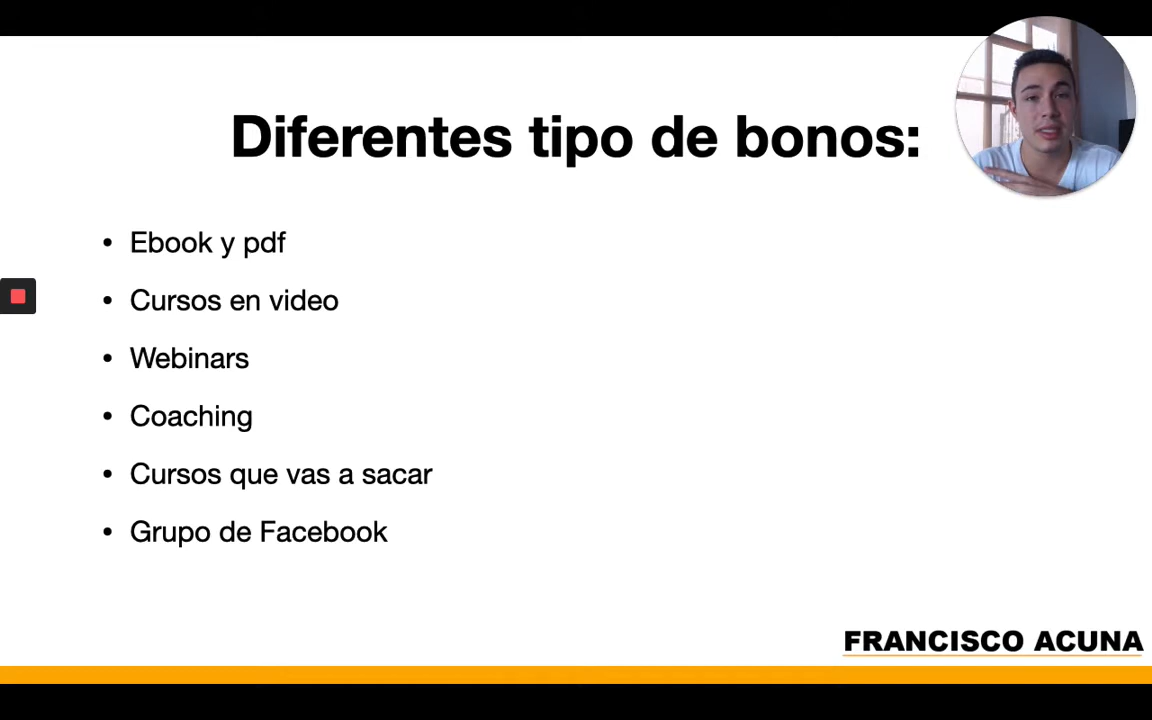 Diferentes tipo de bonos:
• Ebook y pdf
• Cursos en video
• Webinars
• Coaching
• Cursos que vas a sacar
• Grupo de Facebook
FRANCISCO ACUNA